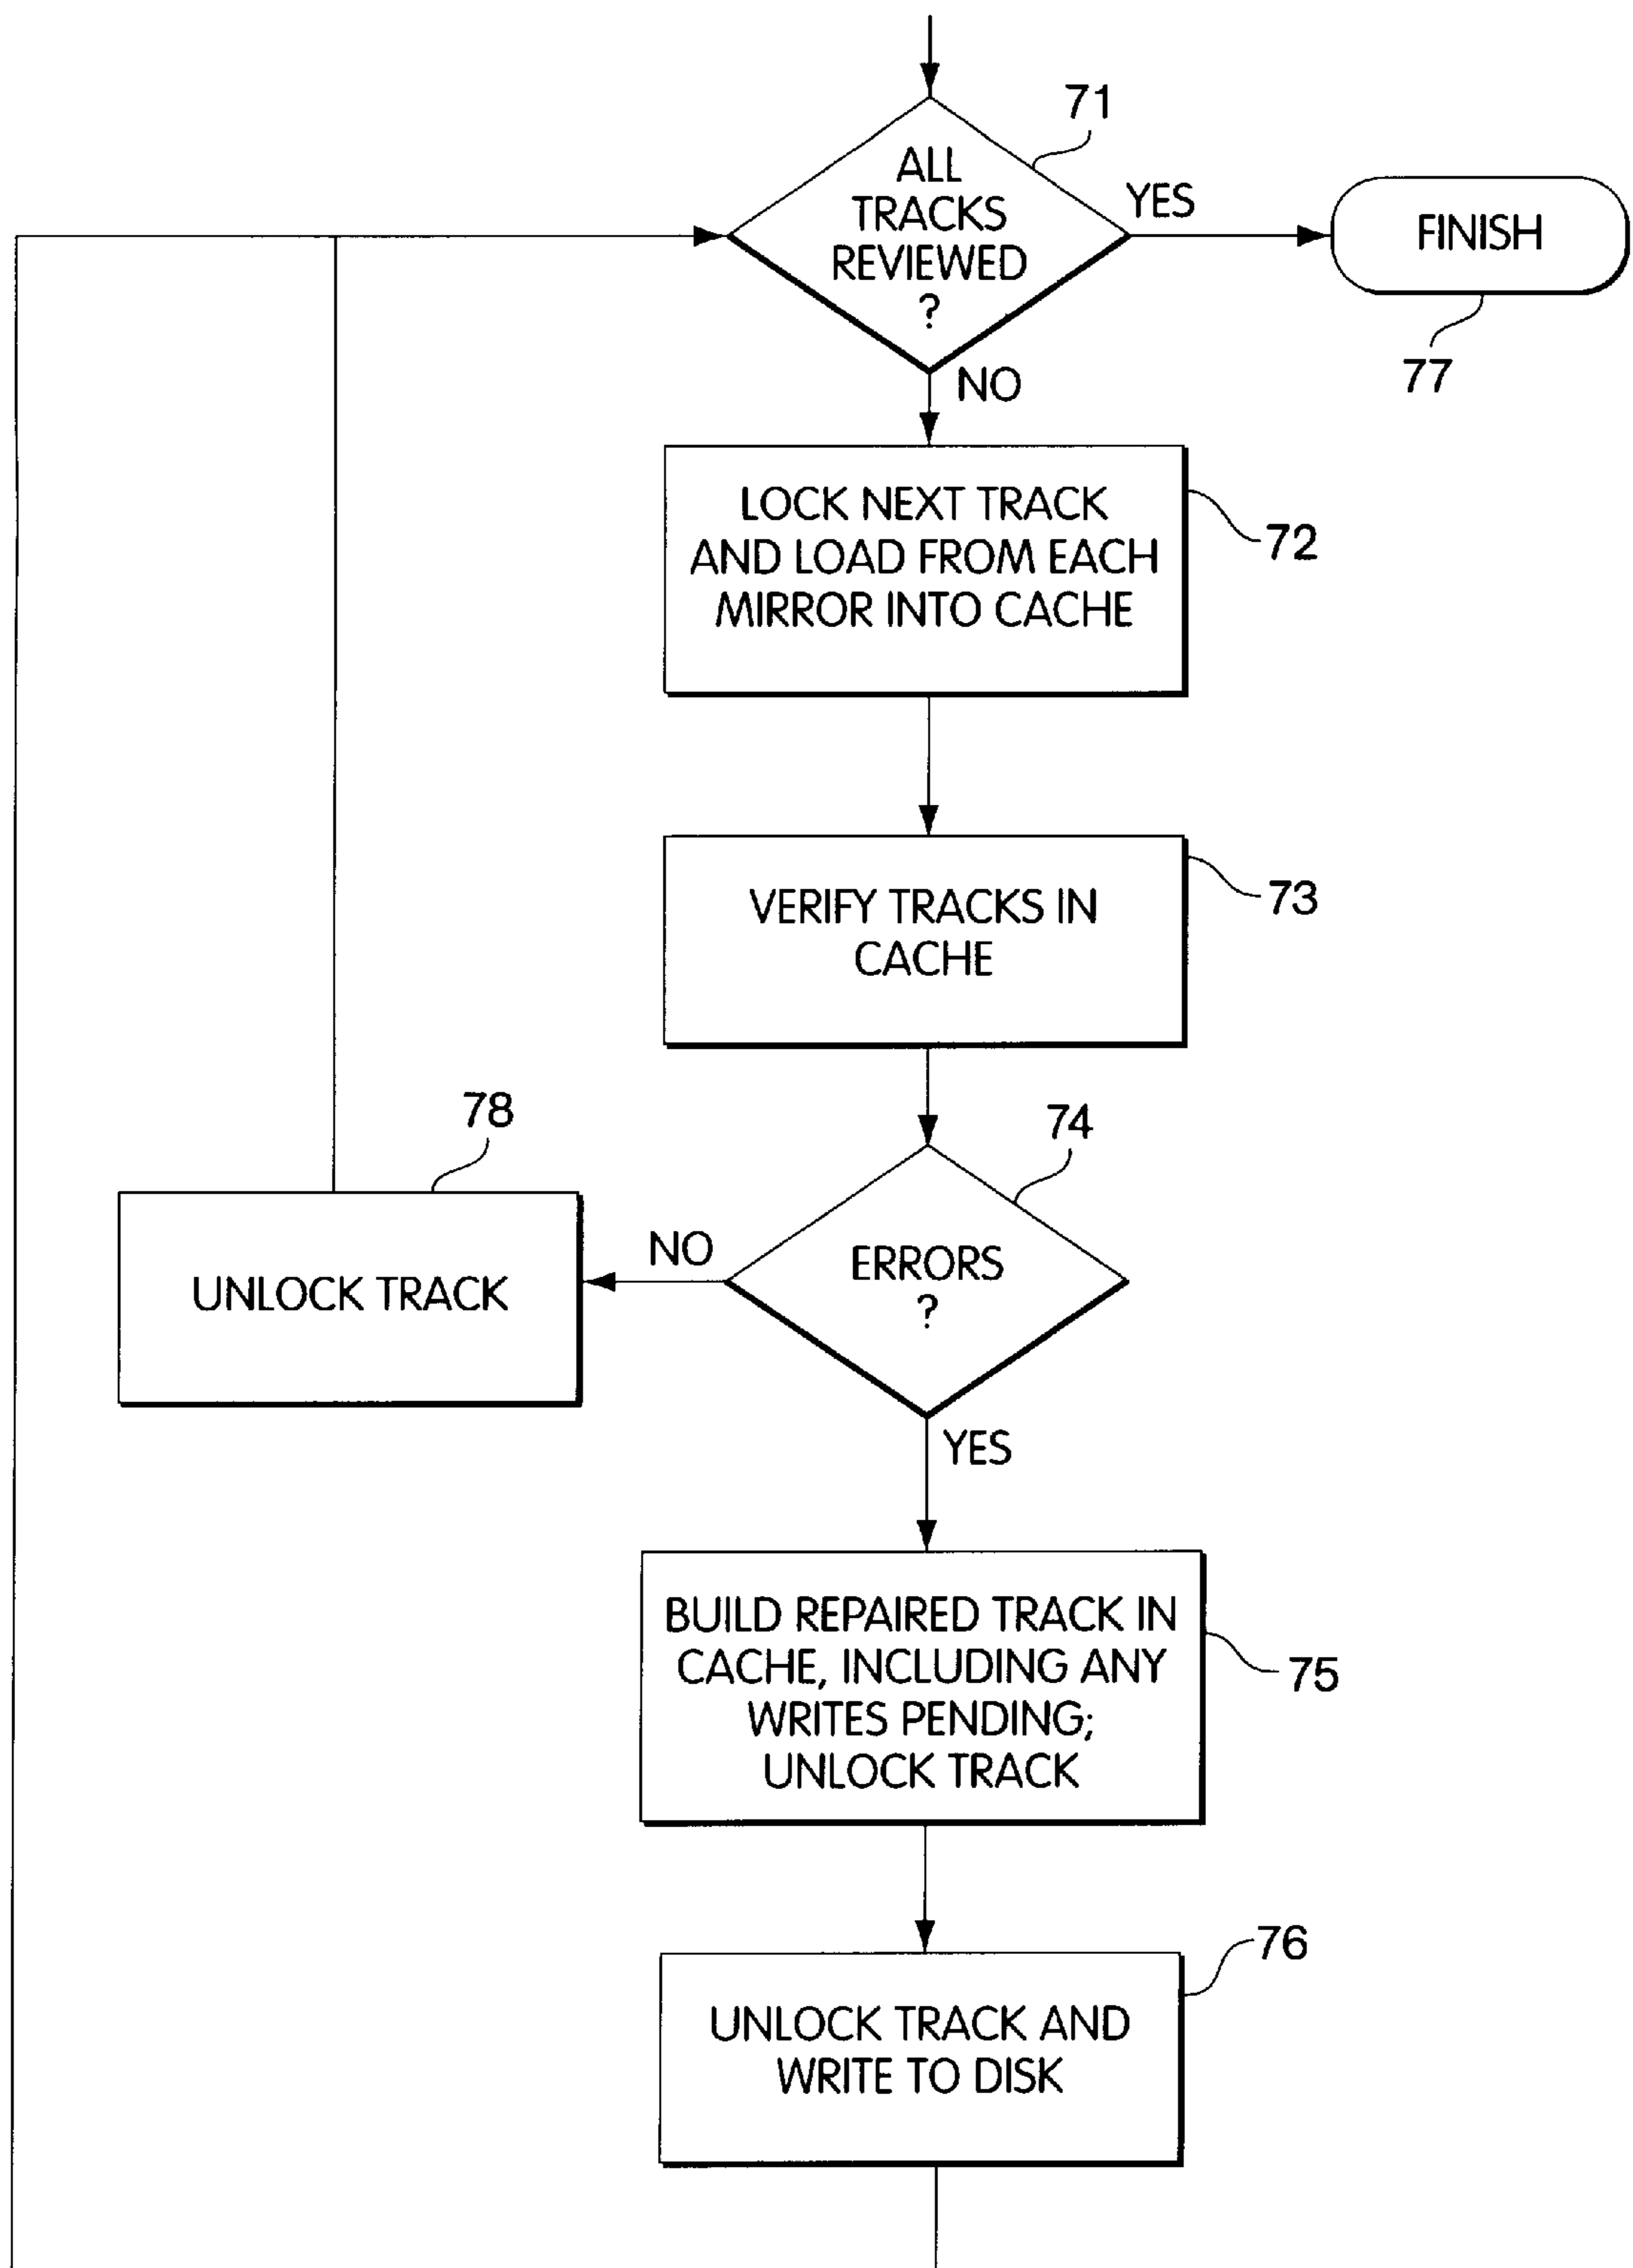 71
ALL
TRACKS
REVIEWED
?
YES
FINISH
77
NO
LOCK NEXT TRACK
AND LOAD FROM EACH
MIRROR INTO CACHE
72
VERIFY TRACKS IN
CACHE
73
78
74
UNLOCK TRACK
NO
ERRORS
?
YES
BUILD REPAIRED TRACK IN
CACHE, INCLUDING ANY
WRITES PENDING;
UNLOCK TRACK
75
76
UNLOCK TRACK AND
WRITE TO DISK